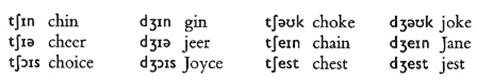 tʃɪn chin dʒɪn gin tʃəʊk choke dʒəʊk joke
tʃɪə cheer dʒɪə jeer tʃeɪn chain dʒeɪn Jane
tʃɔɪs choice dʒɔɪs Joyce tʃest chest dʒest jest